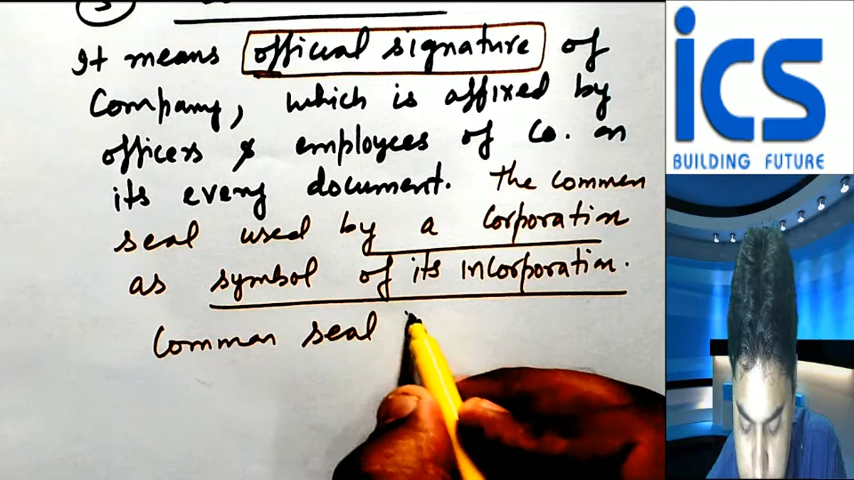 3
It means official signature of
Company, which is affixed by
officers & employees of Co. on
its every document. The common
seal used by a Corporation
as symbol of its incorporation.
Common seal
ICS
BUILDING FUTURE